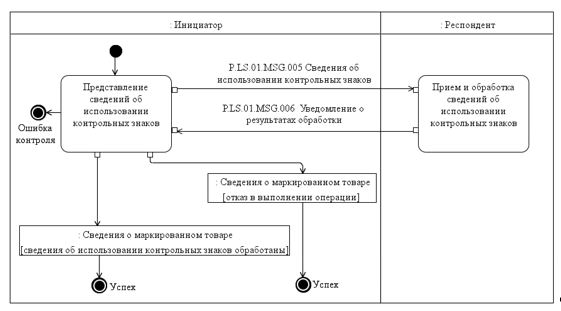 : Инициатор
: Респондент
P.LS.01.MSG.005 Сведения об
использовании контрольных знаков
Представление
сведений об
использовании
контрольных знаков
Прием и обработка
сведений об
использовании
контрольных знаков
P.LS.01.MSG.006 Уведомление о
результатах обработки
Ошибка
контроля
: Сведения о маркированном товаре
[отказ в выполнении операции]
: Сведения о маркированном товаре
[сведения об использовании контрольных знаков обработаны]
Успех
Успех